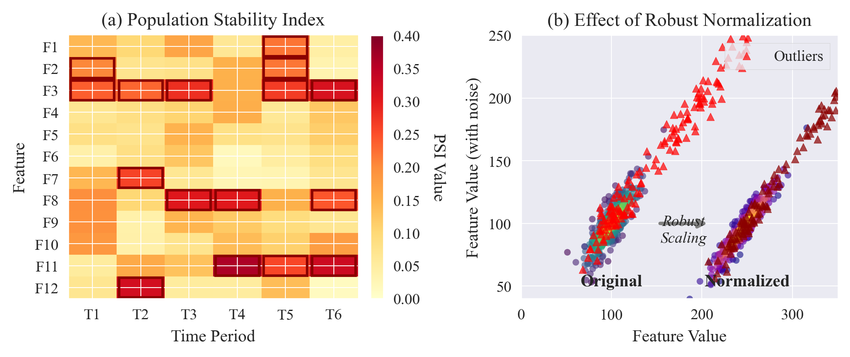 (a) Population Stability Index
F1
F2
F3
F4
F5
F6
F7
F8
F9
F10
F11
F12
Feature
T1 T2 T3 T4 T5 T6
Time Period
0.40
0.35
0.30
0.25
0.20
0.15
0.10
0.05
0.00
PSI Value
(b) Effect of Robust Normalization
250
200
150
100
50
Feature Value (with noise)
Outliers
Robust
Scaling
Original
Normalized
0 100 200 300
Feature Value